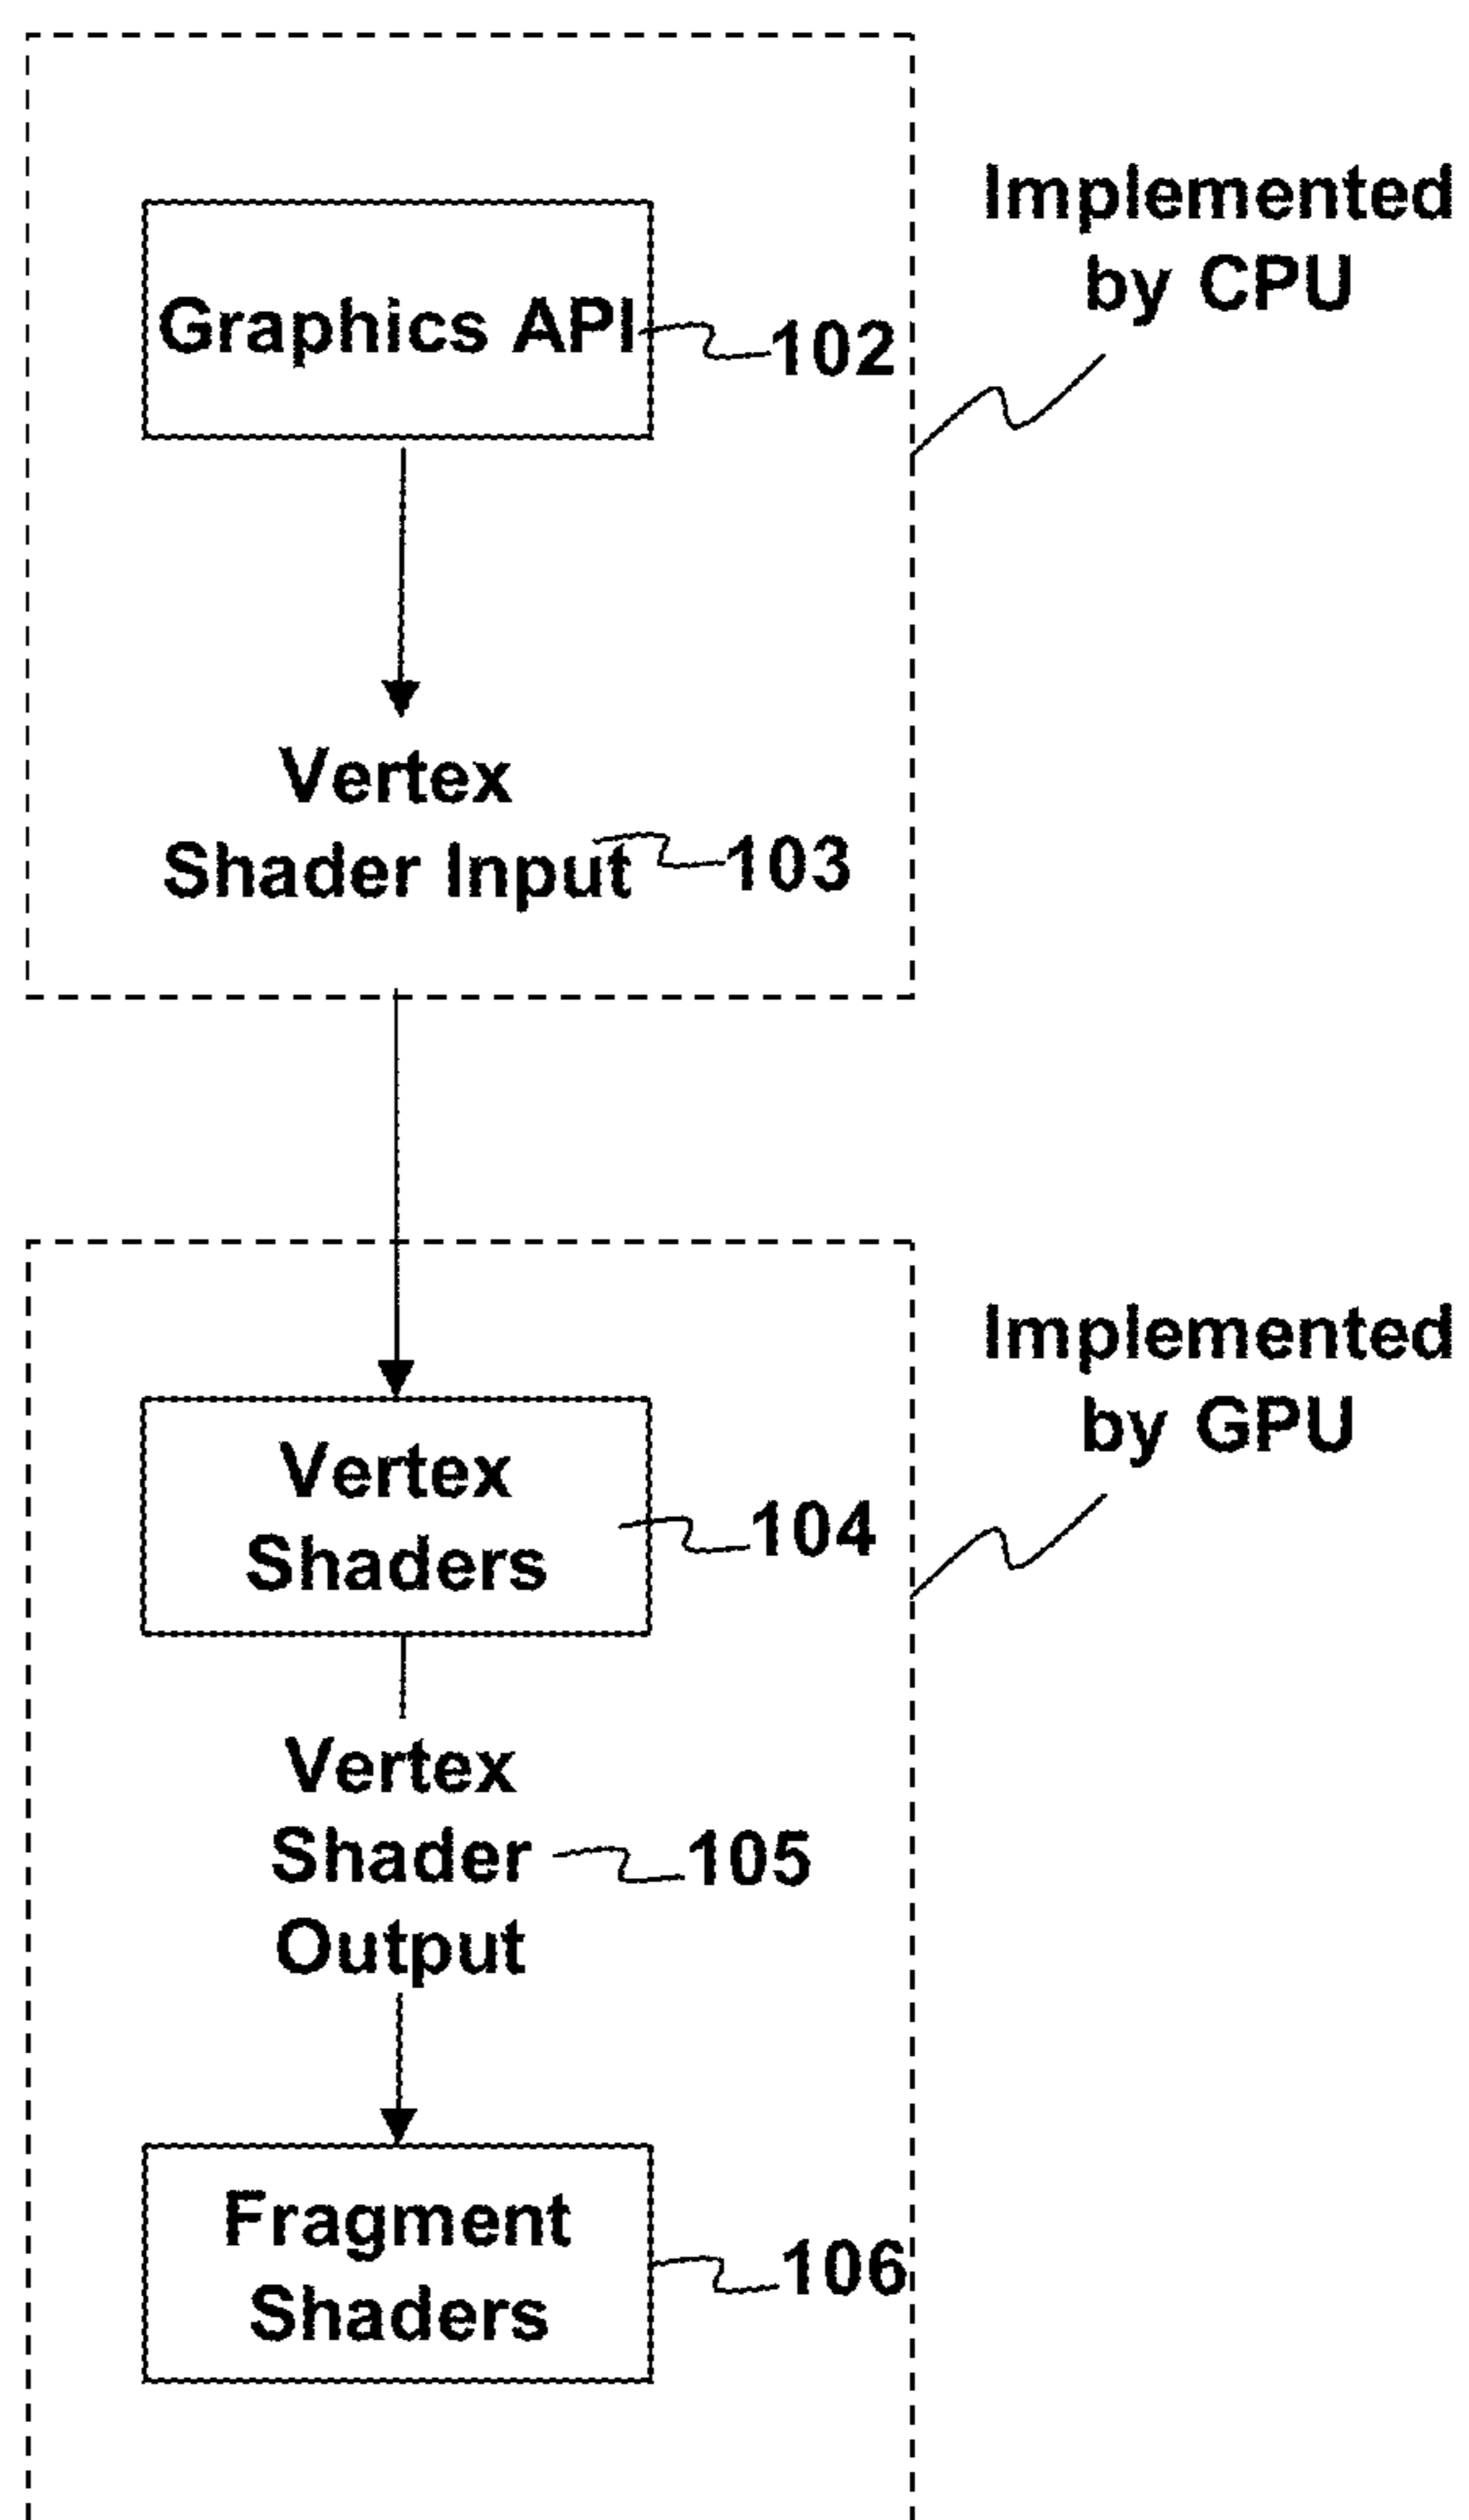 Implemented
by CPU
Graphics API
102
Vertex
Shader Input
103
Implemented
by GPU
Vertex
Shaders
104
Vertex
Shader
Output
105
Fragment
Shaders
106